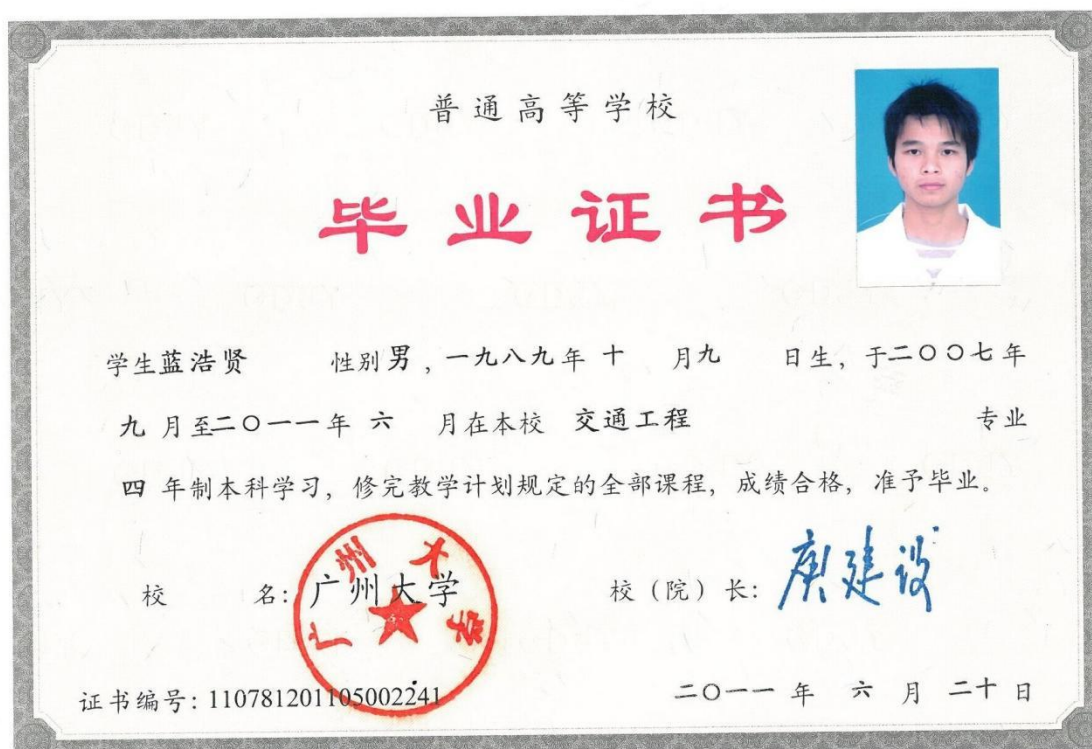 普通高等学校
毕业证书
学生蓝浩贤 性别男,一九八九年十月九日生,于二〇〇七年
九月至二〇一一年六月在本校 交通工程 专业
四年制本科学习,修完教学计划规定的全部课程,成绩合格,准予毕业。
广州大学
校名:广州大学 校(院)长:庾建设
证书编号:110781201105002241 二〇一一年 六月二十日